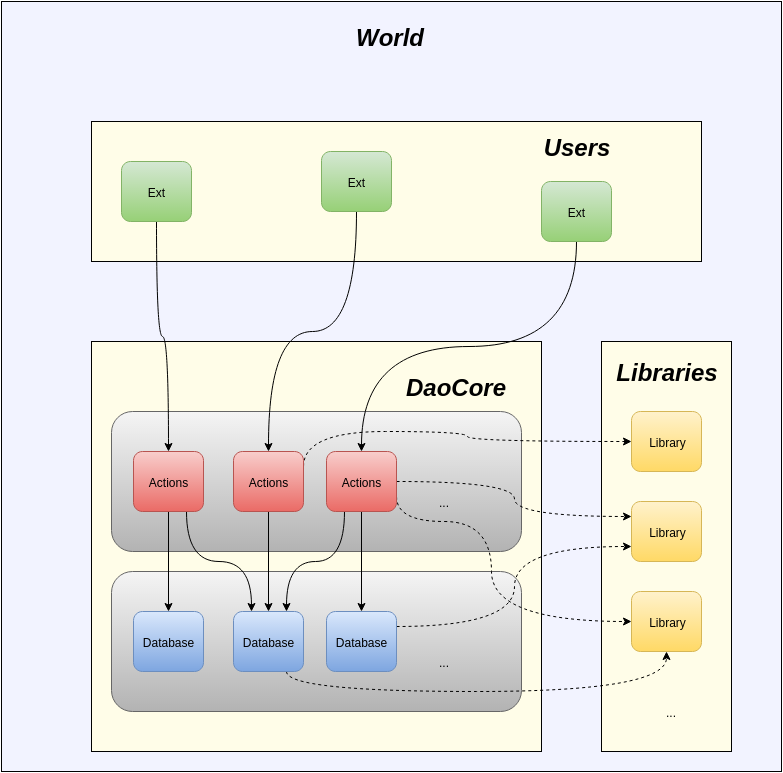 World
Users
Ext
Ext
Ext
DaoCore
Libraries
Actions
Actions
Actions
...
Library
Library
Library
Database
Database
Database
...
...